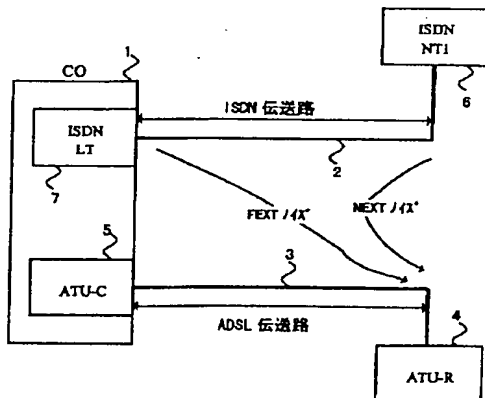 ISDN
NT1
6
1
CO
ISDN 伝送路
ISDN
LT
7
2
FEXT ノイズ
NEXT ノイズ
5
3
ATU-C
ADSL 伝送路
4
ATU-R